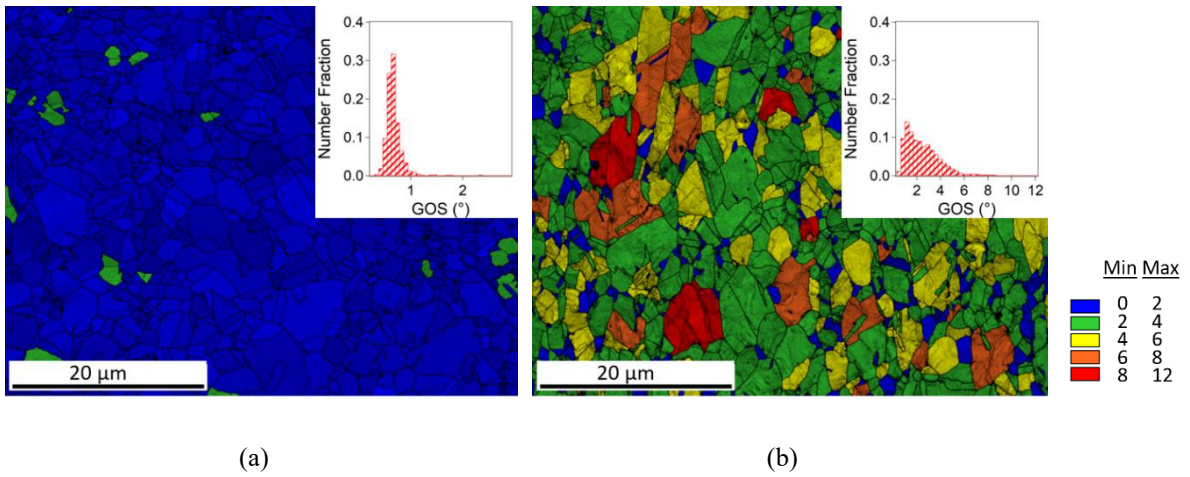 0.4
0.3
0.2
0.1
0.0
Number Fraction
1 2
GOS (°)
20 µm
0.4
0.3
0.2
0.1
0.0
Number Fraction
2 4 6 8 10 12
GOS (°)
20 µm
Min Max
0 2
2 4
4 6
6 8
8 12
(a)
(b)